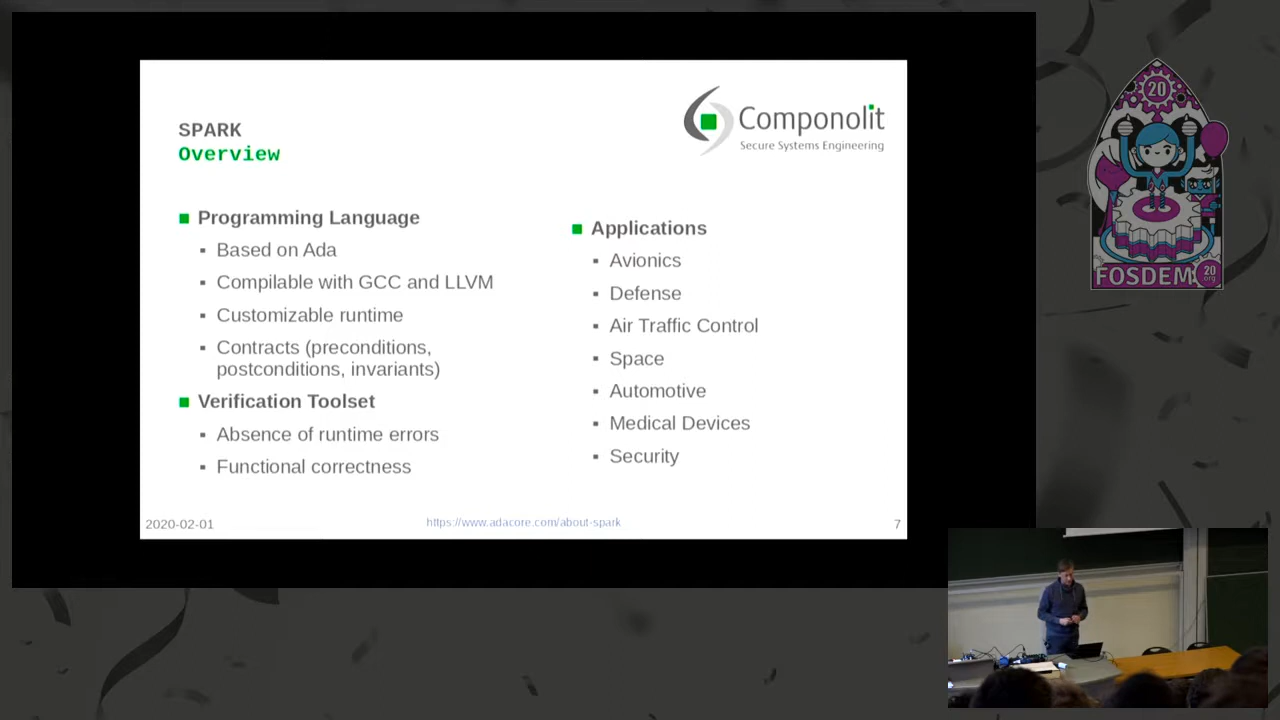 SPARK
Overview
Componolit
Secure Systems Engineering
Programming Language
Based on Ada
Compilable with GCC and LLVM
Customizable runtime
Contracts (preconditions,
postconditions, invariants)
Verification Toolset
Absence of runtime errors
Functional correctness
Applications
Avionics
Defense
Air Traffic Control
Space
Automotive
Medical Devices
Security
2020-02-01
https://www.adacore.com/about-spark
7
20
FOSDEM
20
.org